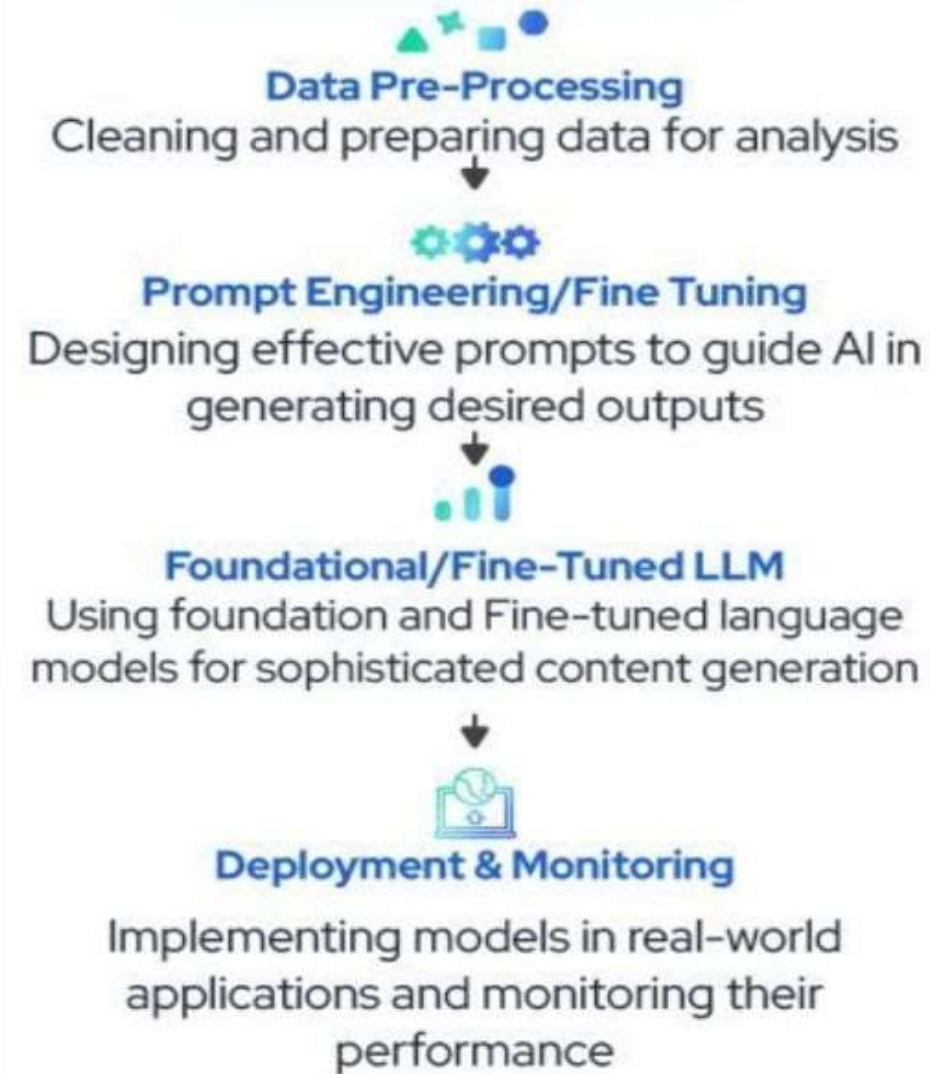 Data Pre-Processing
Cleaning and preparing data for analysis
Prompt Engineering/Fine Tuning
Designing effective prompts to guide AI in
generating desired outputs
Foundational/Fine-Tuned LLM
Using foundation and Fine-tuned language
models for sophisticated content generation
Deployment & Monitoring
Implementing models in real-world
applications and monitoring their
performance